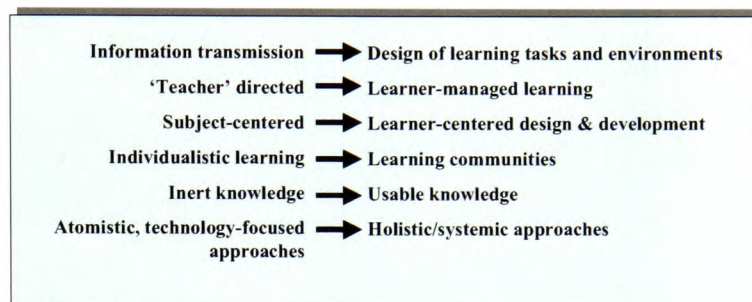 Information transmission → Design of learning tasks and environments
‘Teacher’ directed → Learner-managed learning
Subject-centered → Learner-centered design & development
Individualistic learning → Learning communities
Inert knowledge → Usable knowledge
Atomistic, technology-focused → Holistic/systemic approaches
approaches